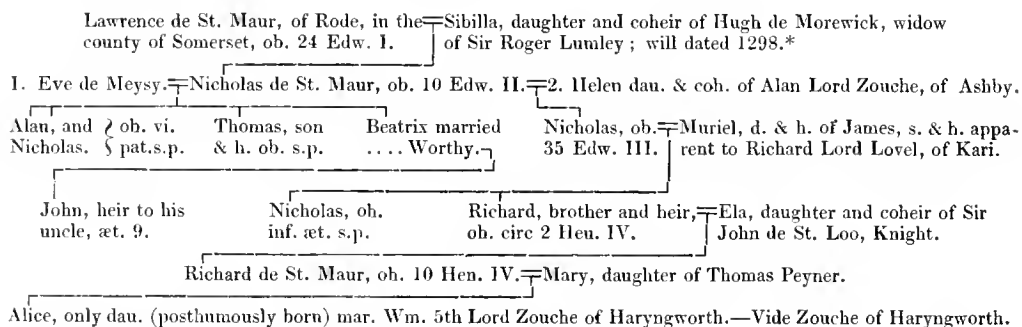 Lawrence de St. Maur, of Rode, in the Sibilla, daughter and coheir of Hugh de Morewick, widow
county of Somerset, ob. 24 Edw. I. of Sir Roger Lumley ; will dated 1298.*
1. Eve de Meysy. Nicholas de St. Maur, ob. 10 Edw. II. 2. Helen dau. & coh. of Alan Lord Zouche, of Ashby.
Alan, and } ob. vi. Thomas, son Beatrix married Nicholas, ob. Muriel, d. & h. of James, s. & h. appa-
Nicholas. } pat.s.p. & h. ob. s.p. .... Worthy. 35 Edw. III. rent to Richard Lord Lovel, of Kari.
John, heir to his Nicholas, ob. Richard, brother and heir, Ela, daughter and coheir of Sir
uncle, æt. 9. inf. æt. s.p. ob. circ 2 Hen. IV. John de St. Loo, Knight.
Richard de St. Maur, ob. 10 Hen. IV. Mary, daughter of Thomas Peyner.
Alice, only dau. (posthumously born) mar. Wm. 5th Lord Zouche of Haryngworth.—Vide Zouche of Haryngworth.